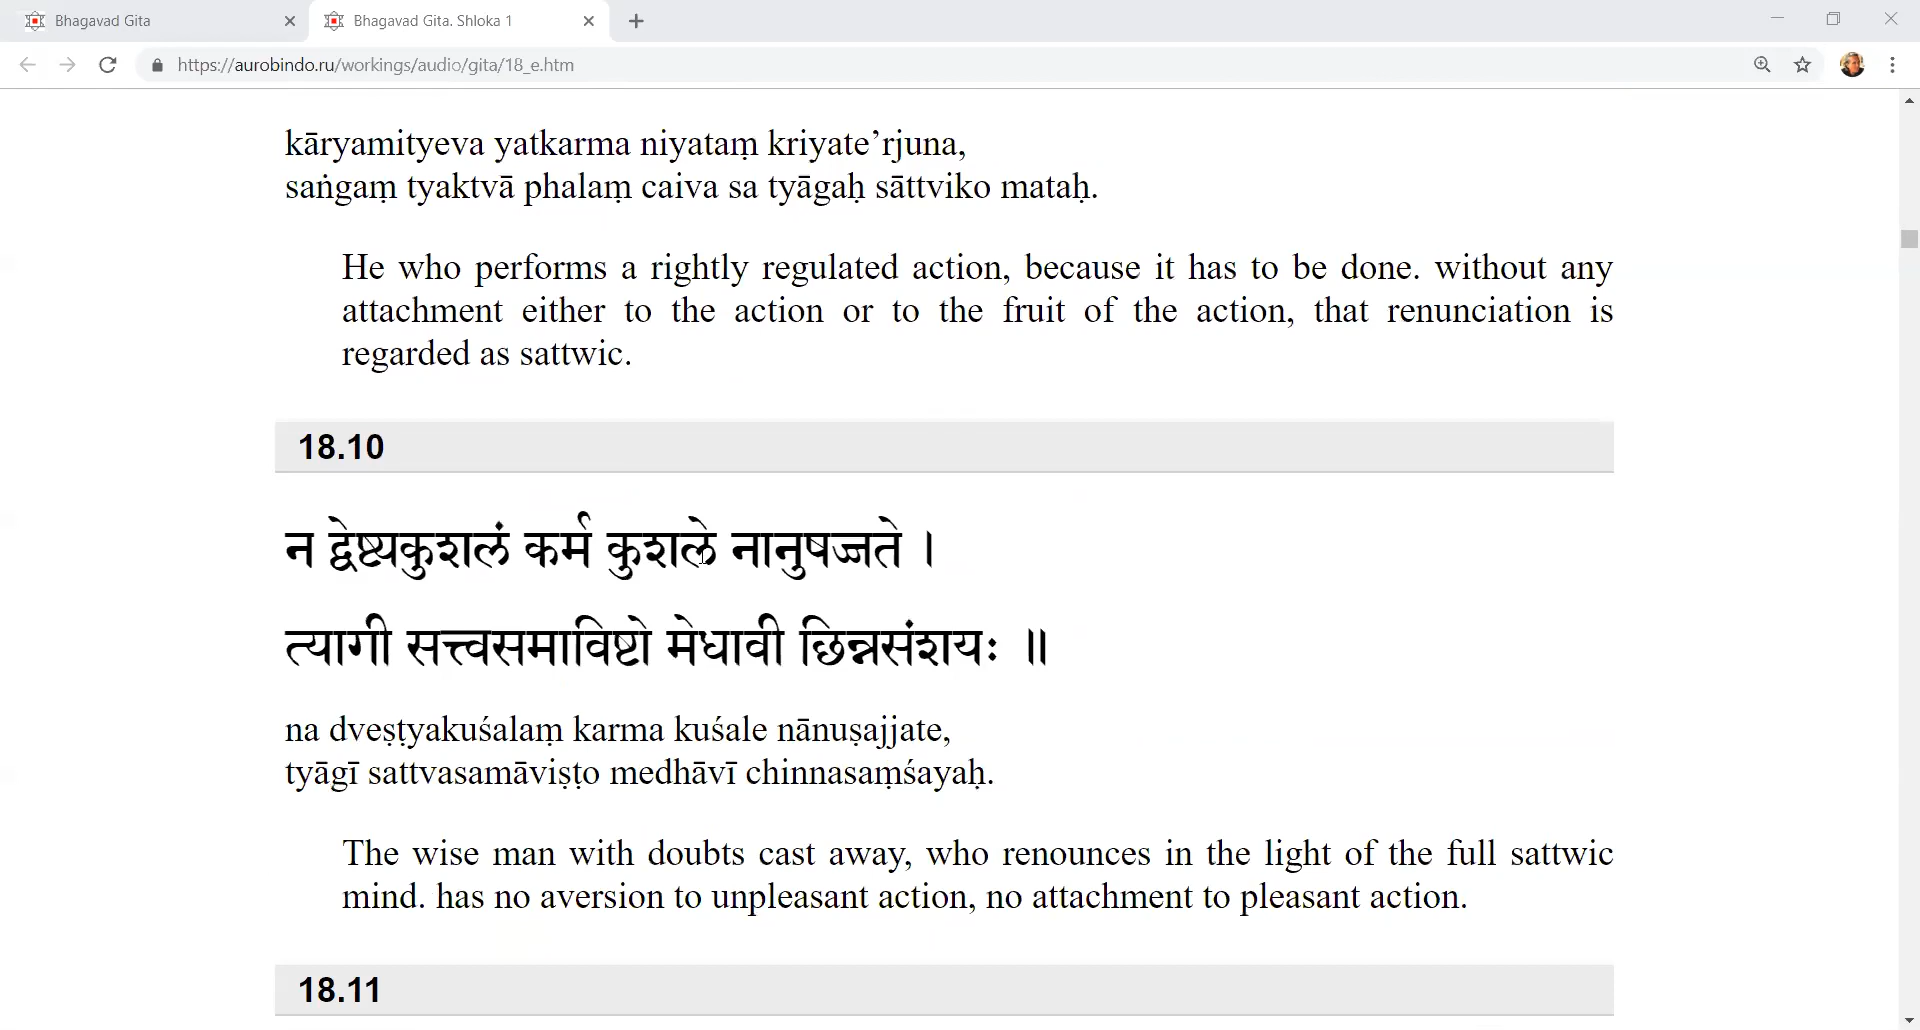 Bhagavad Gita
Bhagavad Gita. Shloka 1
https://aurobindo.ru/workings/audio/gita/18_e.htm
kāryamityeva yatkarma niyataṃ kriyate’rjuna,
saṅgaṃ tyaktvā phalaṃ caiva sa tyāgaḥ sāttviko mataḥ.
He who performs a rightly regulated action, because it has to be done. without any
attachment either to the action or to the fruit of the action, that renunciation is
regarded as sattwic.
18.10
न द्वेष्ट्यकुशलं कर्म कुशले नानुषज्जते ।
त्यागी सत्त्वसमाविष्टो मेधावी छिन्नसंशयः ॥
na dveṣṭyakuśalaṃ karma kuśale nānuṣajjate,
tyāgī sattvasamāviṣṭo medhāvī chinnasaṃśayaḥ.
The wise man with doubts cast away, who renounces in the light of the full sattwic
mind. has no aversion to unpleasant action, no attachment to pleasant action.
18.11